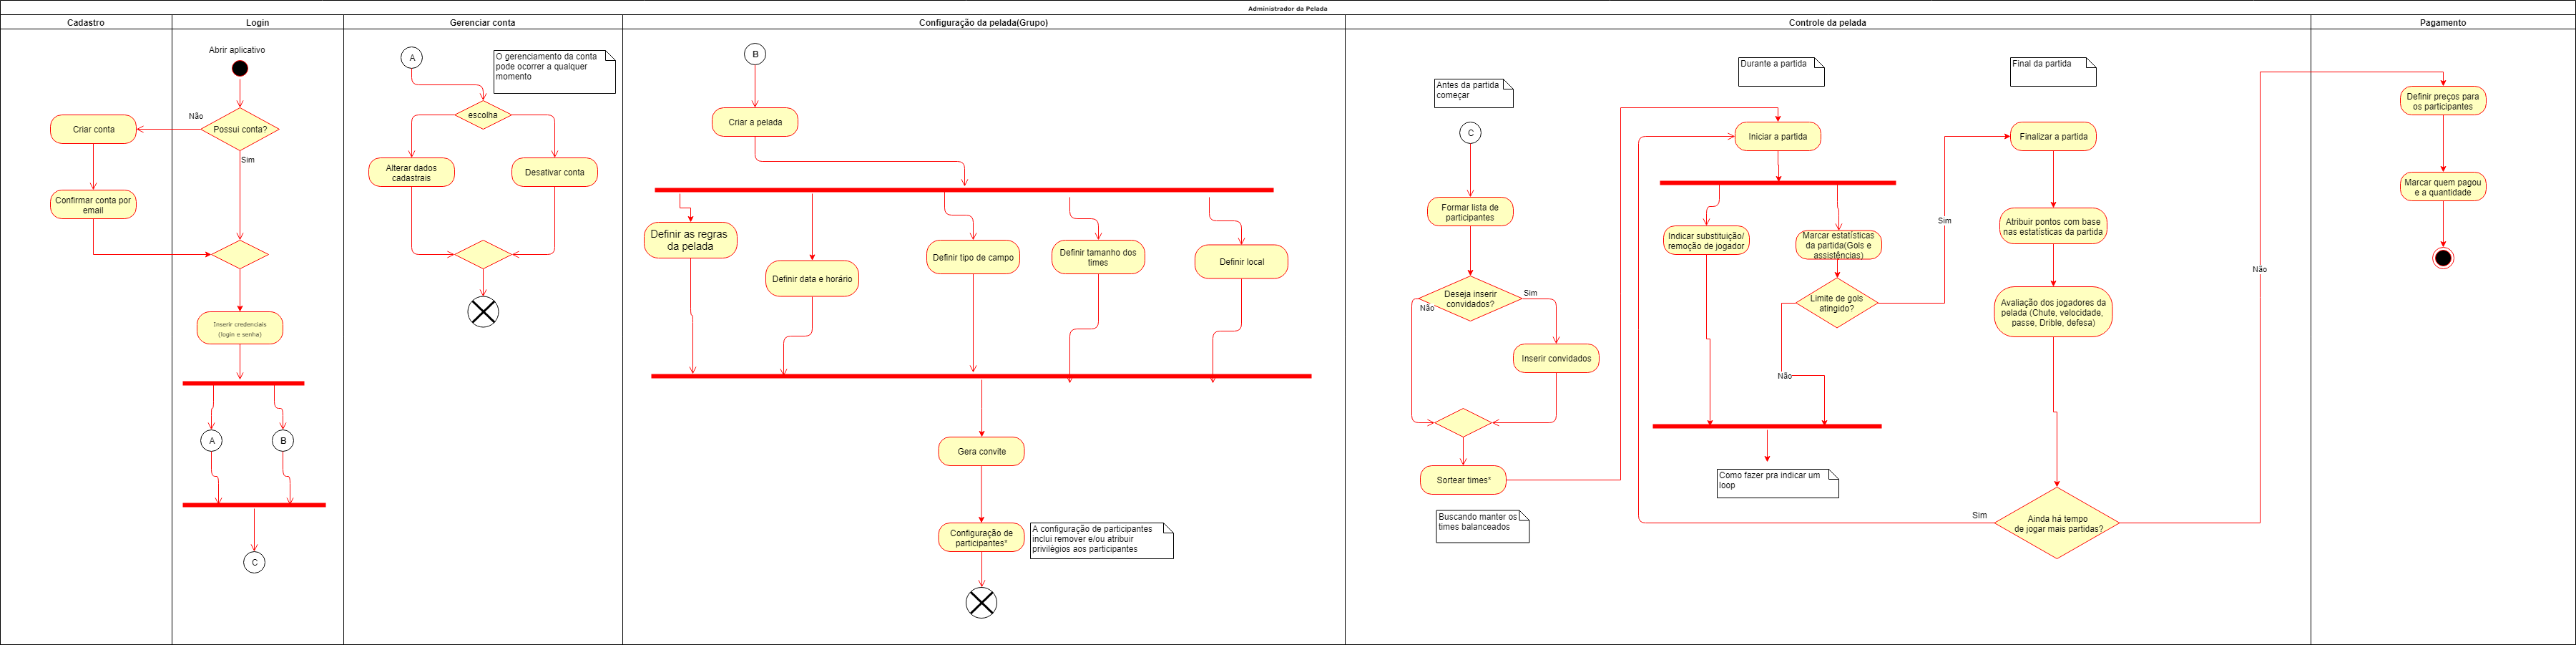 Administrador da Pelada
Cadastro
Login
Gerenciar conta
Configuração da pelada(Grupo)
Controle da pelada
Pagamento
Criar conta
Confirmar conta por
email
Abrir aplicativo
Não
Possui conta?
Sim
Inserir credenciais
(login e senha)
A
B
C
A
O gerenciamento da conta
pode ocorrer a qualquer
momento
escolha
Alterar dados
cadastrais
Desativar conta
B
Criar a pelada
Definir as regras
da pelada
Definir data e horário
Definir tipo de campo
Definir tamanho dos
times
Definir local
Gera convite
Configuração de
participantes*
A configuração de participantes
inclui remover e/ou atribuir
privilégios aos participantes
Antes da partida
começar
C
Formar lista de
participantes
Deseja inserir
convidados?
Não
Sim
Inserir convidados
Sortear times*
Buscando manter os
times balanceados
Durante a partida
Iniciar a partida
Indicar substituição/
remoção de jogador
Marcar estatísticas
da partida(Gols e
assistências)
Limite de gols
atingido?
Sim
Não
Como fazer pra indicar um
loop
Final da partida
Finalizar a partida
Atribuir pontos com base
nas estatísticas da partida
Avaliação dos jogadores da
pelada (Chute, velocidade,
passe, Drible, defesa)
Sim
Ainda há tempo
de jogar mais partidas?
Não
Definir preços para
os participantes
Marcar quem pagou
e a quantidade